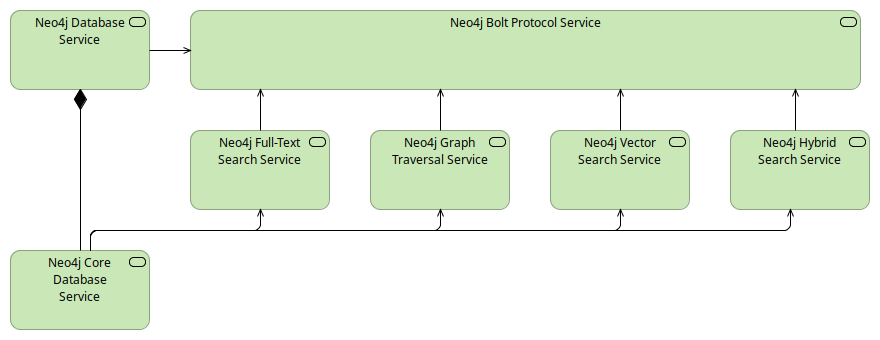 Neo4j Database
Service
Neo4j Bolt Protocol Service
Neo4j Full-Text
Search Service
Neo4j Graph
Traversal Service
Neo4j Vector
Search Service
Neo4j Hybrid
Search Service
Neo4j Core
Database
Service